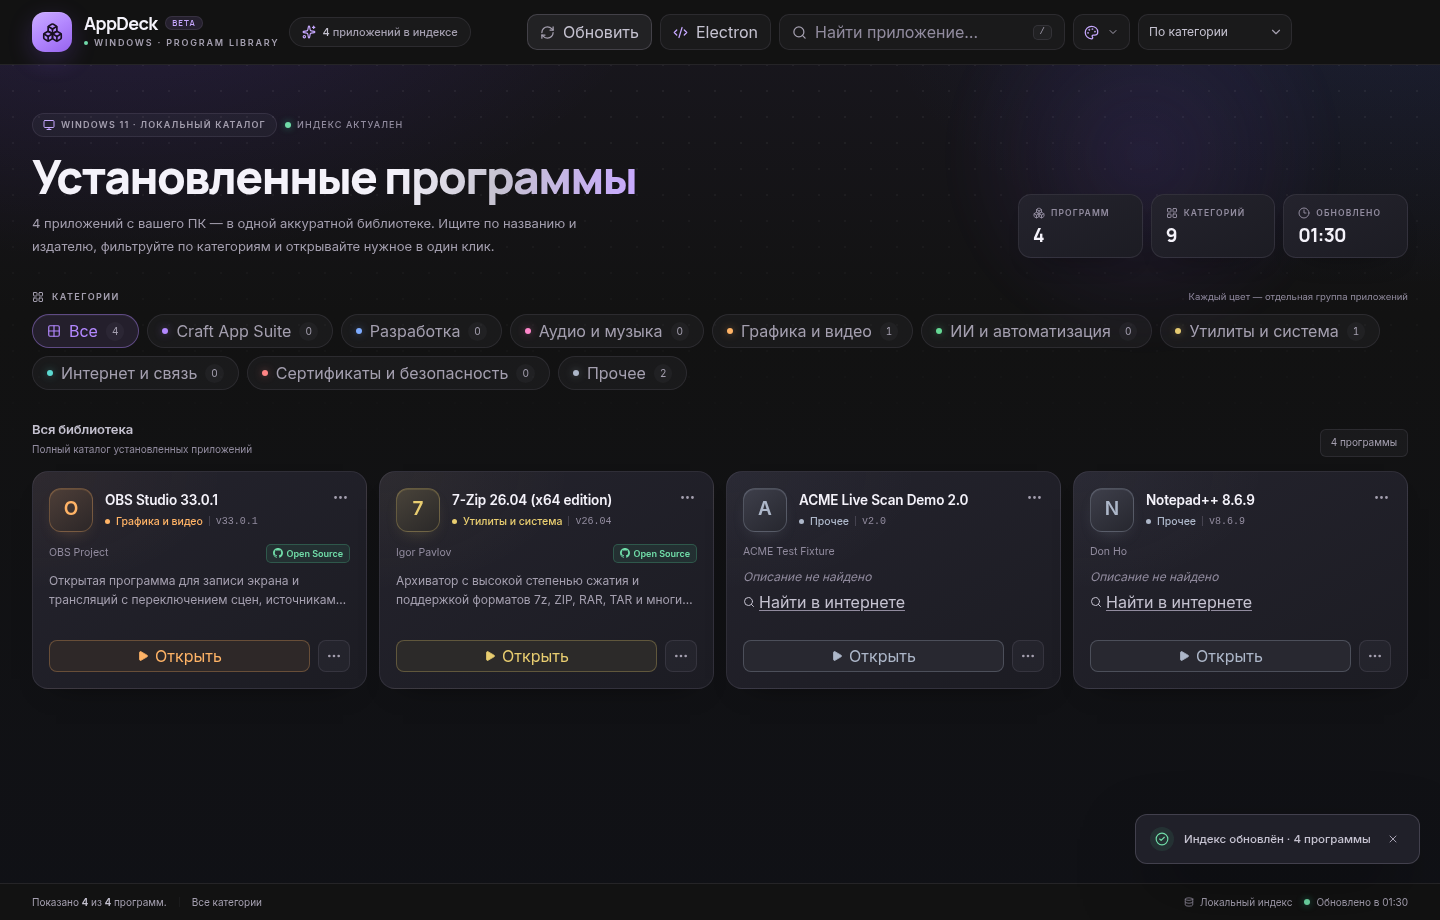 AppDeck BETA
WINDOWS · PROGRAM LIBRARY
4 приложений в индексе
Обновить
Electron
Найти приложение...
/
По категории
WINDOWS 11 · ЛОКАЛЬНЫЙ КАТАЛОГ
ИНДЕКС АКТУАЛЕН
Установленные программы
4 приложений с вашего ПК — в одной аккуратной библиотеке. Ищите по названию и
издателю, фильтруйте по категориям и открывайте нужное в один клик.
ПРОГРАММ
4
КАТЕГОРИЙ
9
ОБНОВЛЕНО
01:30
КАТЕГОРИИ
Каждый цвет — отдельная группа приложений
Все 4
Craft App Suite 0
Разработка 0
Аудио и музыка 0
Графика и видео 1
ИИ и автоматизация 0
Утилиты и система 1
Интернет и связь 0
Сертификаты и безопасность 0
Прочее 2
Вся библиотека
Полный каталог установленных приложений
4 программы
O
OBS Studio 33.0.1
Графика и видео v33.0.1
OBS Project
Open Source
Открытая программа для записи экрана и
трансляций с переключением сцен, источникам...
Открыть
7
7-Zip 26.04 (x64 edition)
Утилиты и система v26.04
Igor Pavlov
Open Source
Архиватор с высокой степенью сжатия и
поддержкой форматов 7z, ZIP, RAR, TAR и многи...
Открыть
A
ACME Live Scan Demo 2.0
Прочее v2.0
ACME Test Fixture
Описание не найдено
Найти в интернете
Открыть
N
Notepad++ 8.6.9
Прочее v8.6.9
Don Ho
Описание не найдено
Найти в интернете
Открыть
Индекс обновлён · 4 программы
Показано 4 из 4 программ.
Все категории
Локальный индекс
Обновлено в 01:30